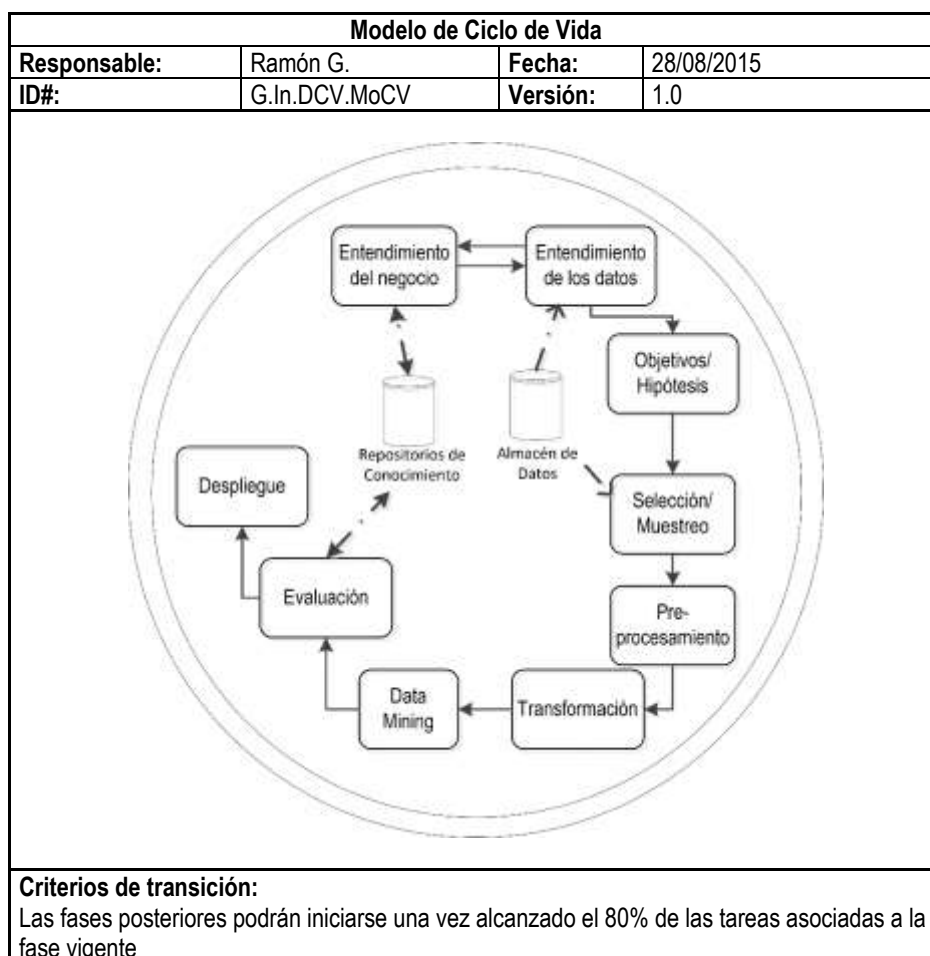 Modelo de Ciclo de Vida
Responsable: Ramón G. Fecha: 28/08/2015
ID#: G.In.DCV.MoCV Versión: 1.0
Entendimiento
del negocio
Entendimiento
de los datos
Objetivos/
Hipótesis
Repositorios de
Conocimiento
Almacén de
Datos
Despliegue
Selección/
Muestreo
Evaluación
Pre-
procesamiento
Data
Mining
Transformación
Criterios de transición:
Las fases posteriores podrán iniciarse una vez alcanzado el 80% de las tareas asociadas a la
fase vigente